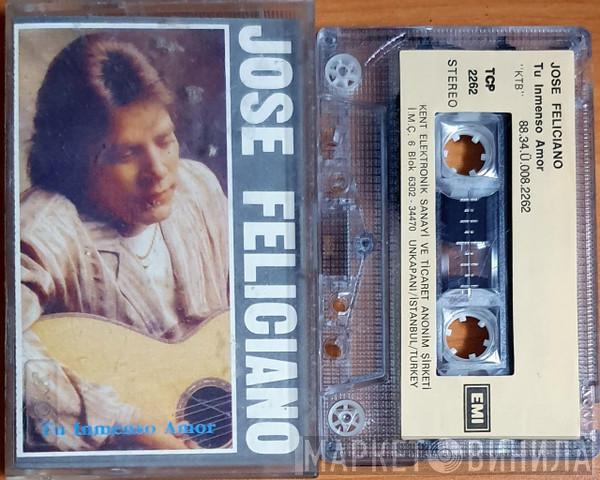 JOSE FELICIANO
Tu Inmenso Amor
JOSE FELICIANO
Tu Inmenso Amor
"KTB" 88.34.Ü.008.2262
TCP
2262
STEREO
KENT ELEKTRONİK SANAYİ VE TİCARET ANONİM ŞİRKETİ
İ.M.Ç. 6 Blok 6302 - 34470 UNKAPANI/İSTANBUL/TURKEY
EMI
МАРКЕТ ВИНИЛА